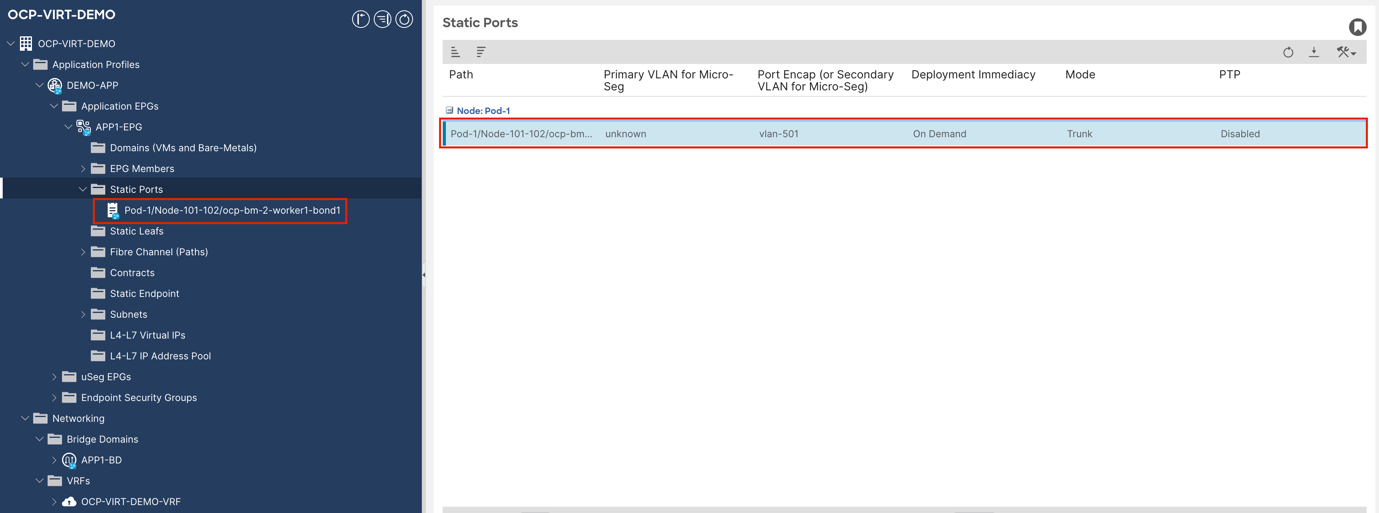 OCP-VIRT-DEMO
OCP-VIRT-DEMO
Application Profiles
DEMO-APP
Application EPGs
APP1-EPG
Domains (VMs and Bare-Metals)
EPG Members
Static Ports
Pod-1/Node-101-102/ocp-bm-2-worker1-bond1
Static Leafs
Fibre Channel (Paths)
Contracts
Static Endpoint
Subnets
L4-L7 Virtual IPs
L4-L7 IP Address Pool
uSeg EPGs
Endpoint Security Groups
Networking
Bridge Domains
APP1-BD
VRFs
OCP-VIRT-DEMO-VRF
Static Ports
Path Primary VLAN for Micro- Port Encap (or Secondary Deployment Immediacy Mode PTP
Seg VLAN for Micro-Seg)
Node: Pod-1
Pod-1/Node-101-102/ocp-bm... unknown vlan-501 On Demand Trunk Disabled